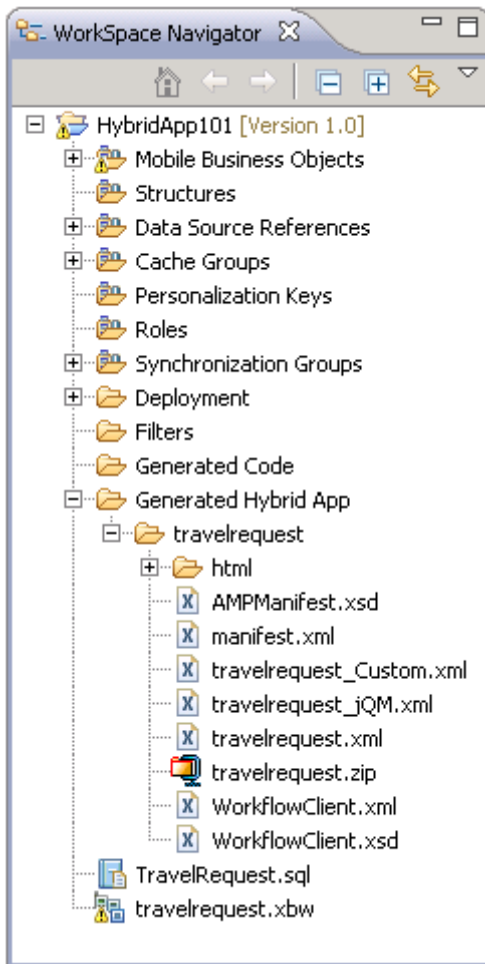 WorkSpace Navigator
HybridApp101 [Version 1.0]
Mobile Business Objects
Structures
Data Source References
Cache Groups
Personalization Keys
Roles
Synchronization Groups
Deployment
Filters
Generated Code
Generated Hybrid App
travelrequest
html
AMPManifest.xsd
manifest.xml
travelrequest_Custom.xml
travelrequest_jQM.xml
travelrequest.xml
travelrequest.zip
WorkflowClient.xml
WorkflowClient.xsd
TravelRequest.sql
travelrequest.xbw